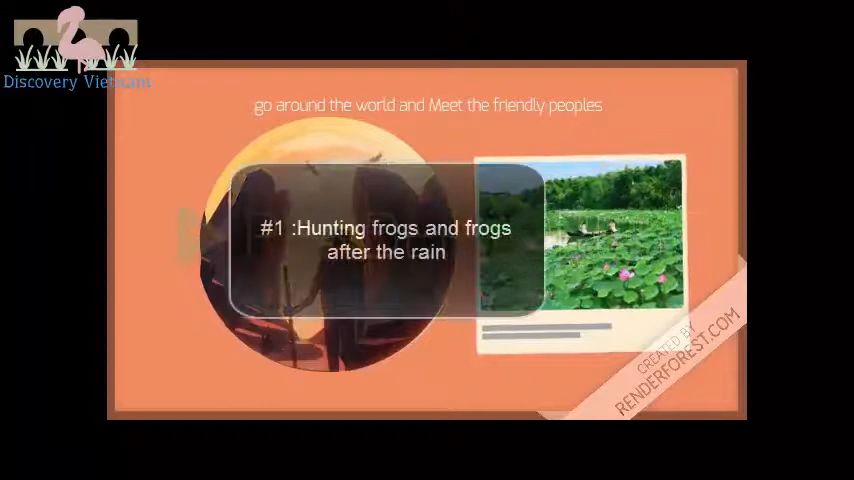 Discovery Vietnam
go around the world and Meet the friendly peoples
#1 :Hunting frogs and frogs
after the rain
CREATED BY
RENDERFOREST.COM